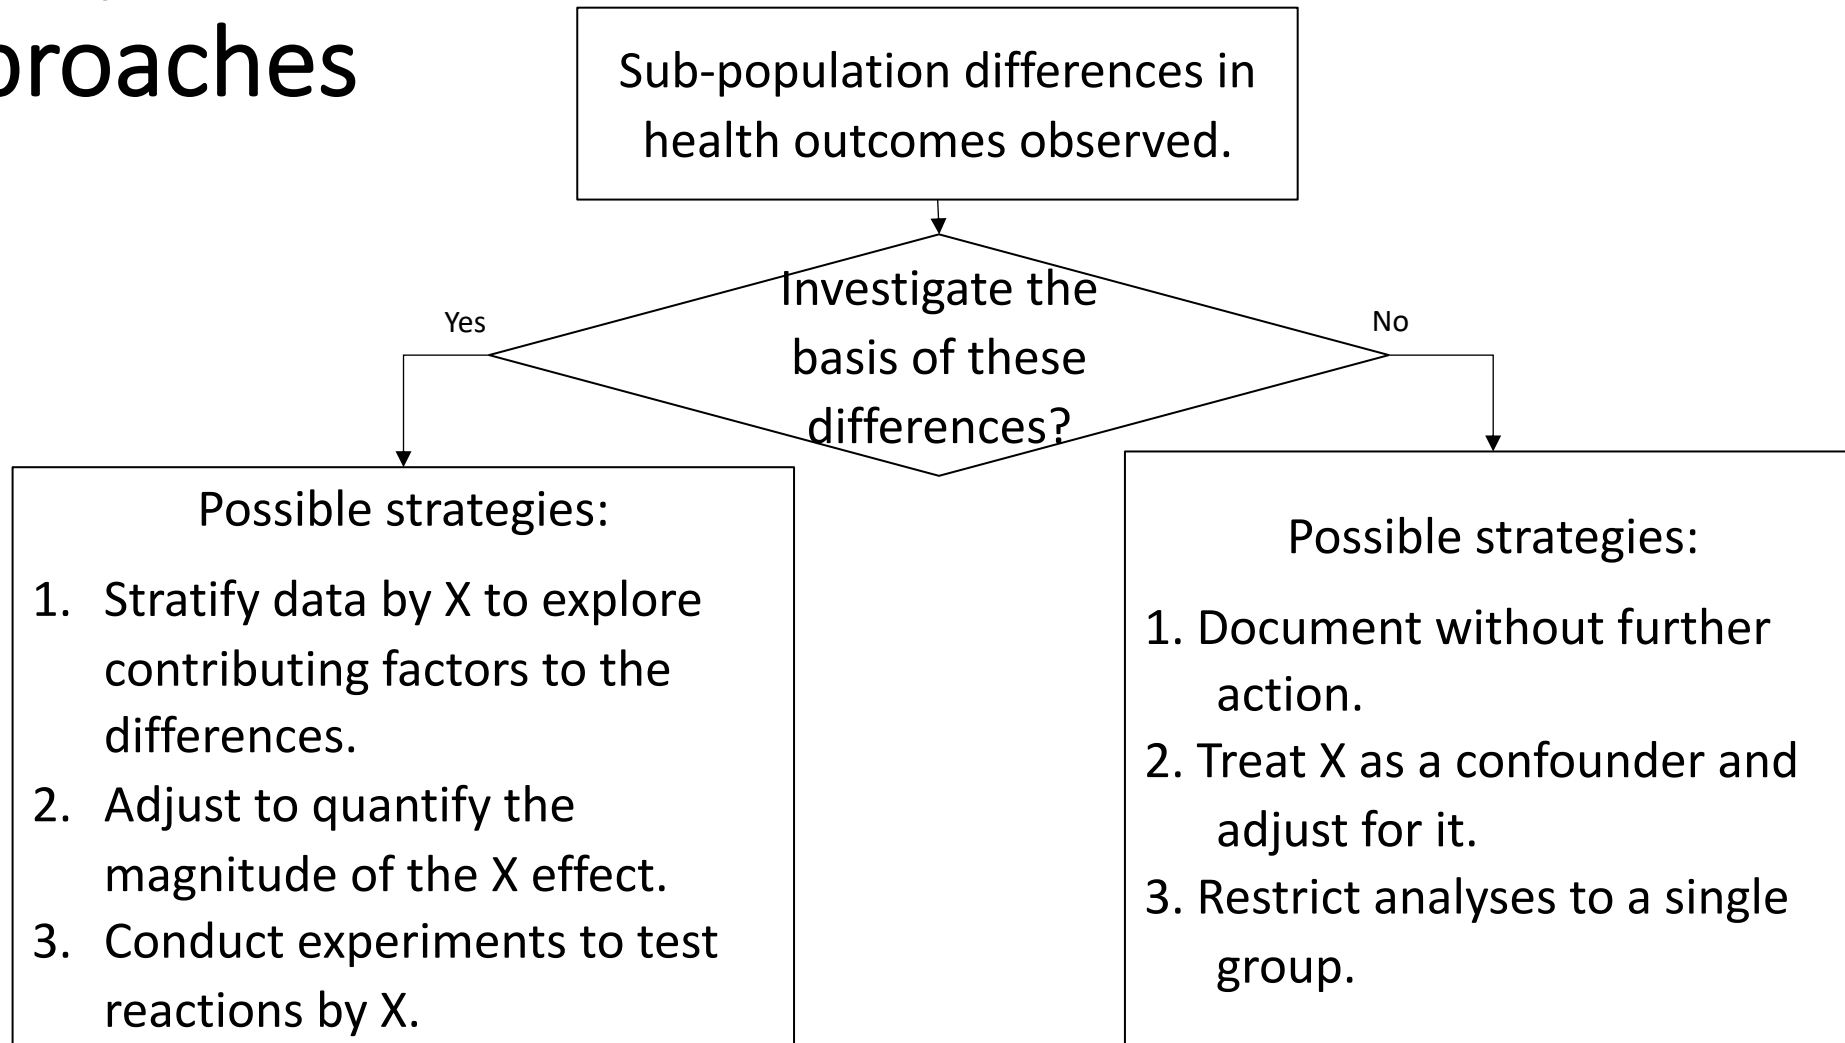 proaches
Sub-population differences in
health outcomes observed.
Investigate the
basis of these
differences?
Yes
No
Possible strategies:
1. Stratify data by X to explore
contributing factors to the
differences.
2. Adjust to quantify the
magnitude of the X effect.
3. Conduct experiments to test
reactions by X.
Possible strategies:
1. Document without further
action.
2. Treat X as a confounder and
adjust for it.
3. Restrict analyses to a single
group.